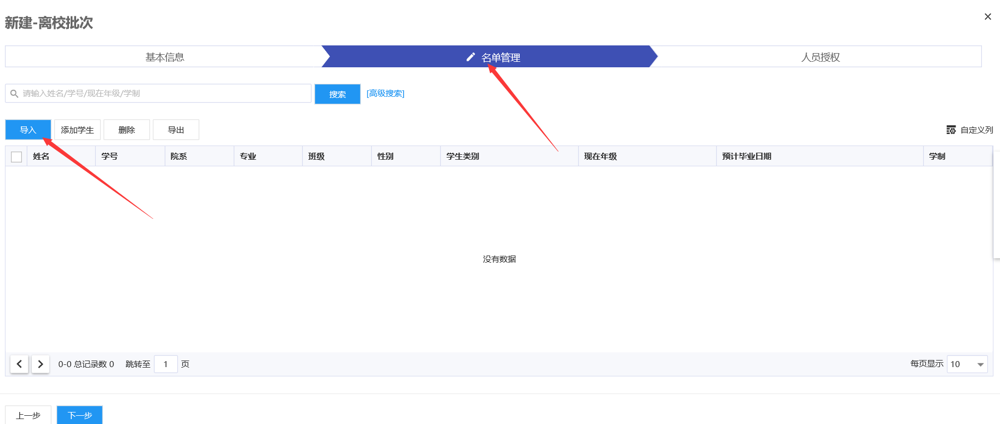 新建-离校批次
基本信息 名单管理 人员授权
请输入姓名/学号/现在年级/学制 搜索 [高级搜索]
导入 添加学生 删除 导出 自定义列
姓名 学号 院系 专业 班级 性别 学生类别 现在年级 预计毕业日期 学制
没有数据
0-0 总记录数 0 跳转至 1 页 每页显示 10
上一步 下一步